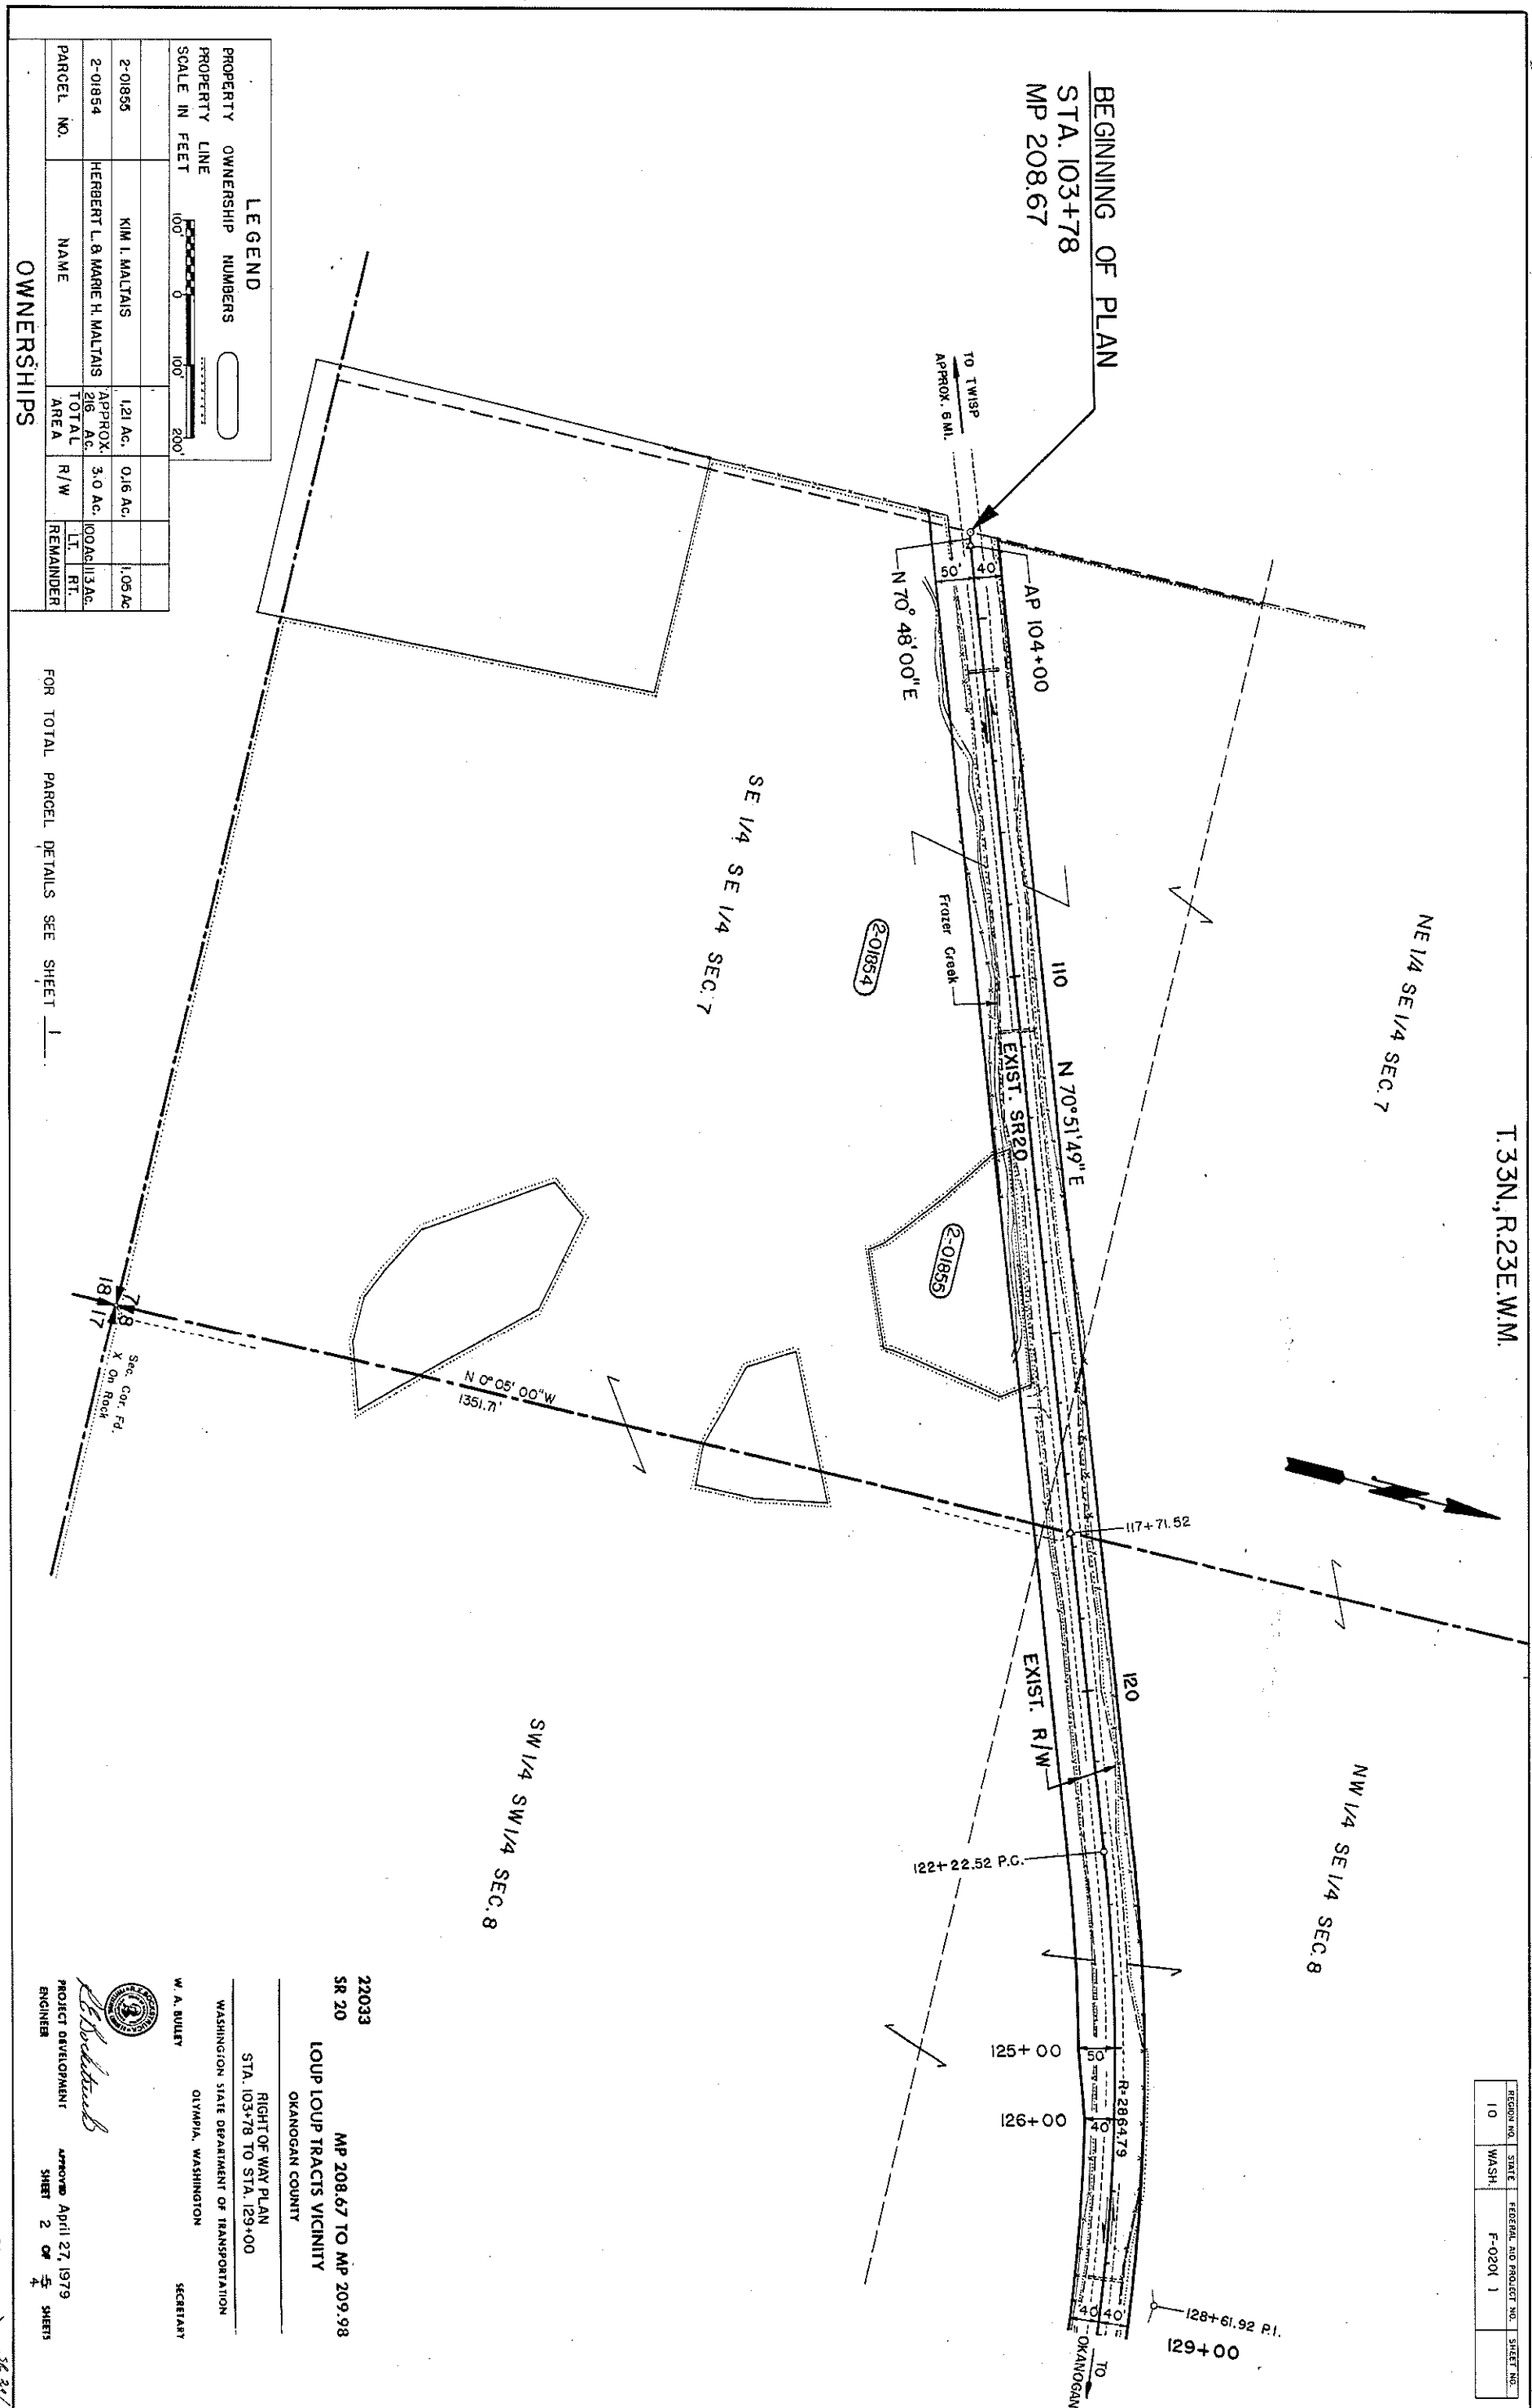 T.33N.,R.23E.W.M.
REGION NO. STATE FEDERAL AID PROJECT NO. SHEET NO.
10 WASH. F-020( )
BEGINNING OF PLAN
STA. 103+78
MP 208.67
TO TWISP
APPROX. 6 MI.
AP 104+00
N 70° 48' 00" E
50' 40'
NE 1/4 SE 1/4 SEC. 7
110
N 70° 51' 49" E
Frazer Creek
EXIST. SR20
2-01854
SE 1/4 SE 1/4 SEC. 7
2-01855
117+71.52
120
NW 1/4 SE 1/4 SEC. 8
EXIST. R/W
122+22.52 P.C.
125+00
50'
126+00
40'
R=2864.79
128+61.92 P.I.
129+00
40' 40'
TO
OKANOGAN
N 0° 05' 00" W
1351.71'
SW 1/4 SW 1/4 SEC. 8
7 8
18 17
Sec. Cor. Fd.
X On Rock
LEGEND
PROPERTY OWNERSHIP NUMBERS
PROPERTY LINE
SCALE IN FEET
100' 0 100' 200'
2-01855 KIM I. MALTAIS 1.21 Ac. 0.16 Ac. 1.05 Ac
2-01854 HERBERT L. & MARIE H. MALTAIS APPROX. 216 Ac. 3.0 Ac. 100Ac. 113Ac.
PARCEL NO. NAME TOTAL AREA R/W LT. RT. REMAINDER
OWNERSHIPS
FOR TOTAL PARCEL DETAILS SEE SHEET 1.
22033
SR 20 MP 208.67 TO MP 209.98
LOUP LOUP TRACTS VICINITY
OKANOGAN COUNTY
RIGHT OF WAY PLAN
STA. 103+78 TO STA. 129+00
WASHINGTON STATE DEPARTMENT OF TRANSPORTATION
OLYMPIA, WASHINGTON
W. A. BULLEY SECRETARY
PROJECT DEVELOPMENT
ENGINEER
APPROVED April 27, 1979
SHEET 2 OF 5 4 SHEETS